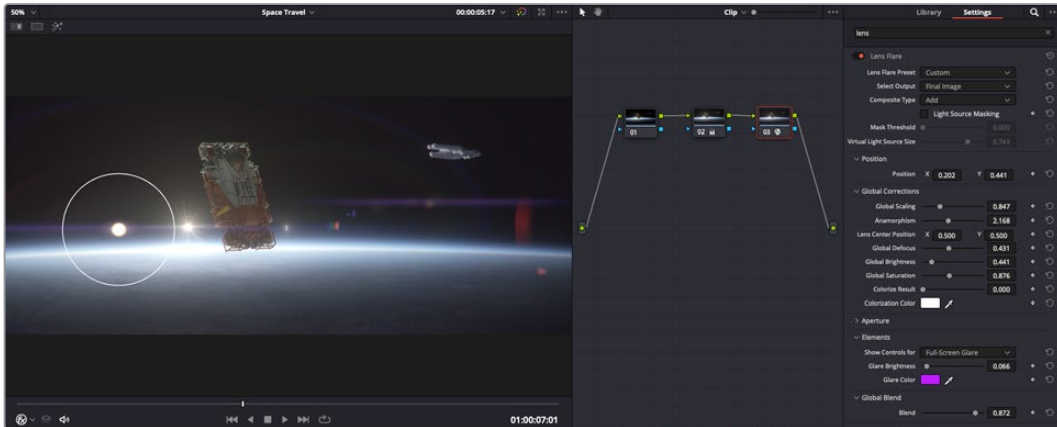 50%
Space Travel
00:00:05:17
Clip
Library
Settings
lens
Lens Flare
Lens Flare Preset Custom
Select Output Final Image
Composite Type Add
Light Source Masking
Mask Threshold 0.000
Virtual Light Source Size 0.743
Position
Position X 0.202 Y 0.441
Global Corrections
Global Scaling 0.847
Anamorphism 2.168
Lens Center Position X 0.500 Y 0.500
Global Defocus 0.431
Global Brightness 0.441
Global Saturation 0.876
Colorize Result 0.000
Colorization Color
Aperture
Elements
Show Controls for Full-Screen Glare
Glare Brightness 0.066
Glare Color
Global Blend
Blend 0.872
01
02
03
01:00:07:01